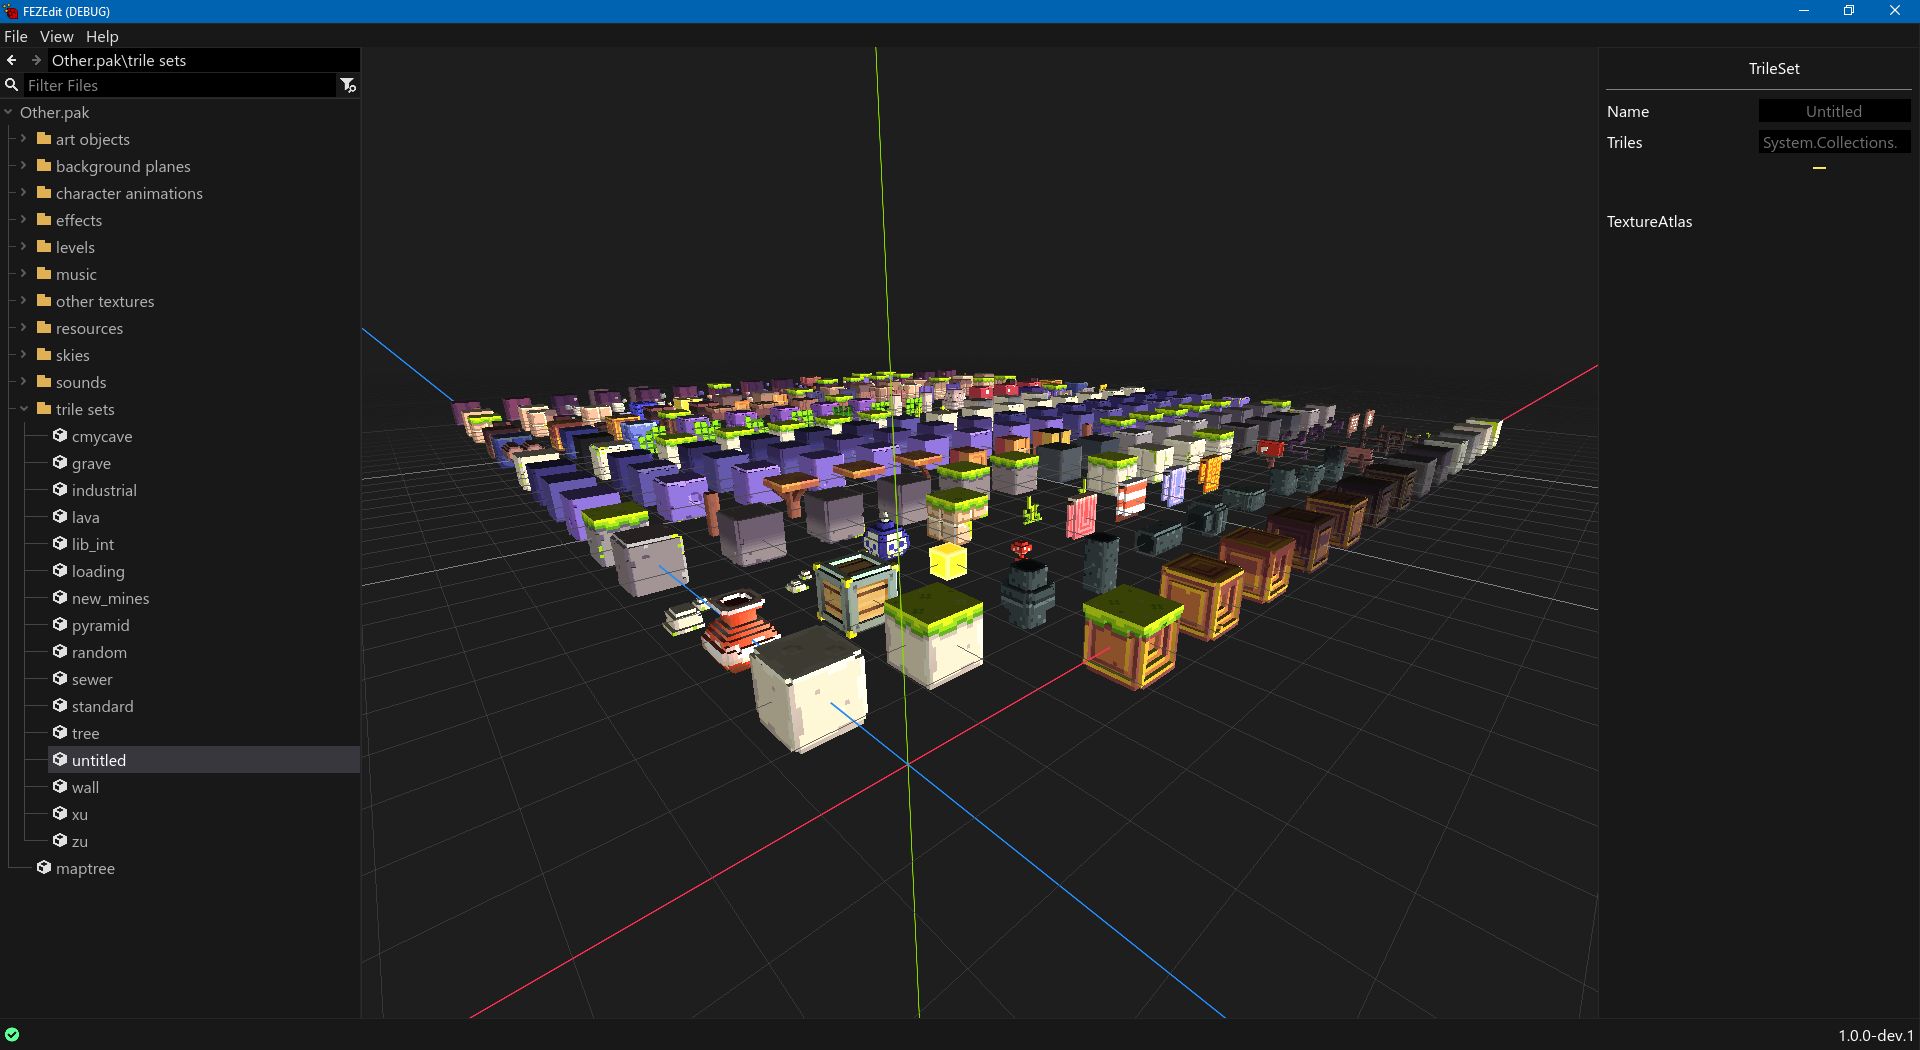 FEZEdit (DEBUG)
File View Help
Other.pak\trile sets
Filter Files
Other.pak
art objects
background planes
character animations
effects
levels
music
other textures
resources
skies
sounds
trile sets
cmycave
grave
industrial
lava
lib_int
loading
new_mines
pyramid
random
sewer
standard
tree
untitled
wall
xu
zu
maptree
TrileSet
Name Untitled
Triles System.Collections.
TextureAtlas
1.0.0-dev.1